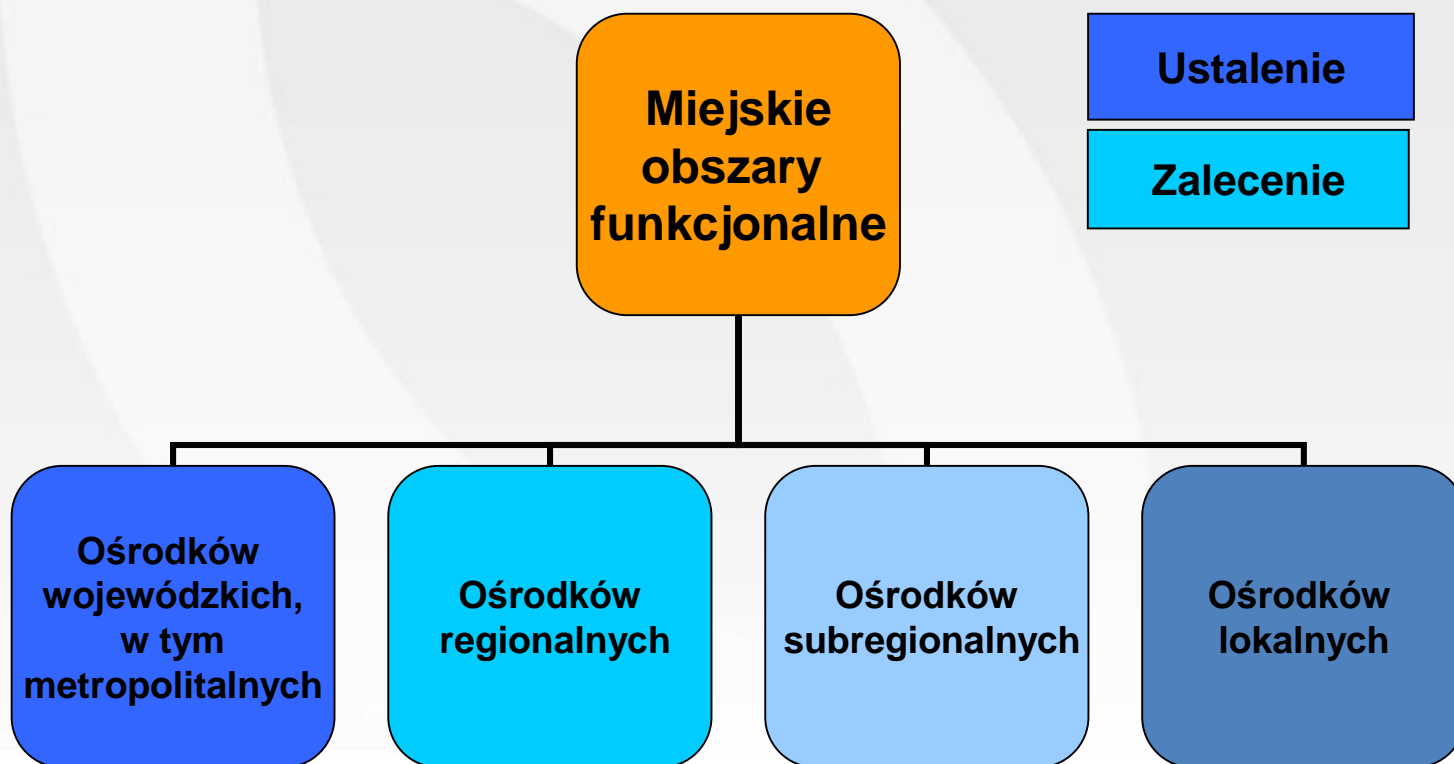 Miejskie
obszary
funkcjonalne
Ustalenie
Zalecenie
Ośrodków
wojewódzkich,
w tym
metropolitalnych
Ośrodków
regionalnych
Ośrodków
subregionalnych
Ośrodków
lokalnych